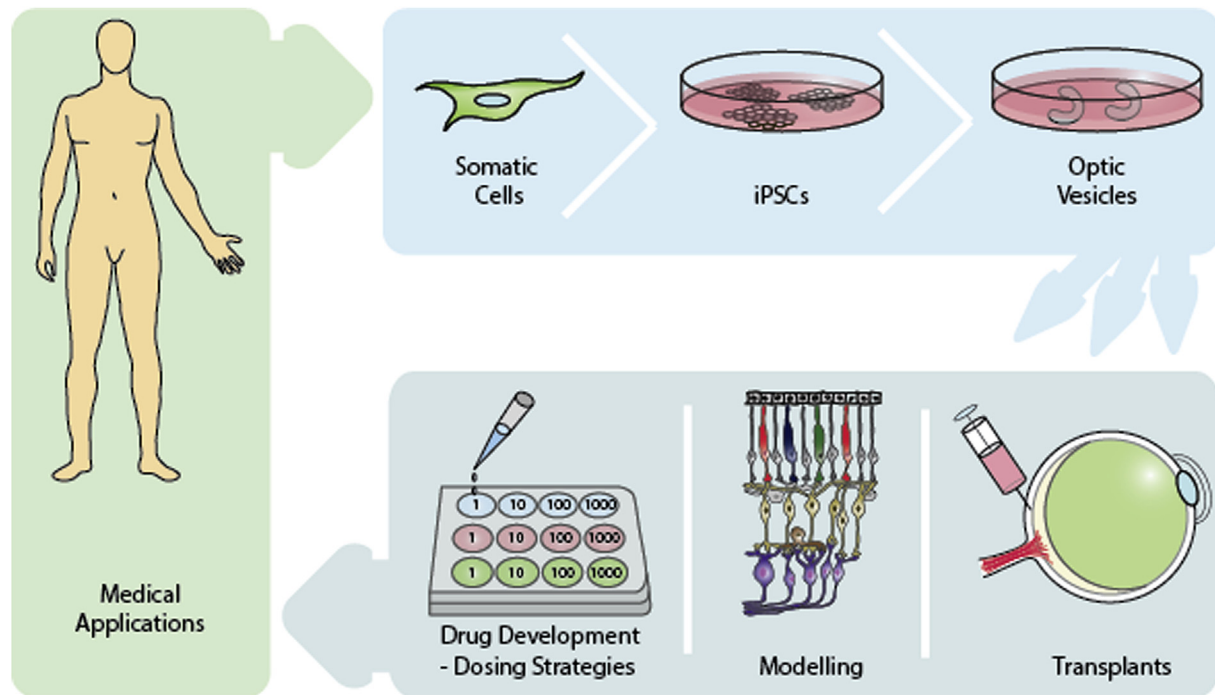 Somatic
Cells
iPSCs
Optic
Vesicles
Medical
Applications
1 10 100 1000
1 10 100 1000
1 10 100 1000
Drug Development
- Dosing Strategies
Modelling
Transplants